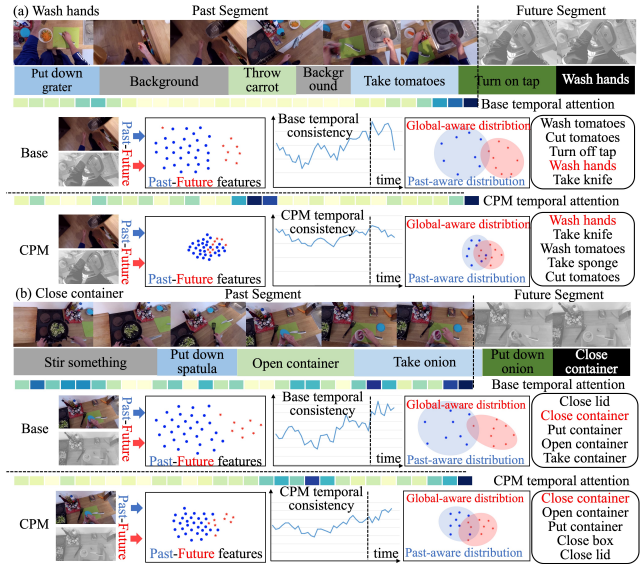 (a) Wash hands Past Segment Future Segment
Put down grater
Background
Throw carrot
Backgr ound
Take tomatoes
Turn on tap
Wash hands
Base temporal attention
Base
Past-Future
Past-Future features
Base temporal consistency
time
Global-aware distribtion
Past-aware distribution
Wash tomatoes
Cut tomatoes
Turn off tap
Wash hands
Take knife
CPM temporal attention
CPM
Past-Future
Past-Future features
CPM temporal consistency
time
Global-aware distribution
Past-aware distribution
Wash hands
Take knife
Wash tomatoes
Take sponge
Cut tomatoes
(b) Close container Past Segment Future Segment
Stir something
Put down spatula
Open container
Take onion
Put down onion
Close container
Base temporal attention
Base
Past-Future
Past-Future features
Base temporal consistency
time
Global-aware distribution
Past-aware distribution
Close lid
Close container
Put container
Open container
Take container
CPM temporal attention
CPM
Past-Future
Past-Future features
CPM temporal consistency
time
Global-aware distribution
Past-aware distribution
Close container
Open container
Put container
Close box
Close lid